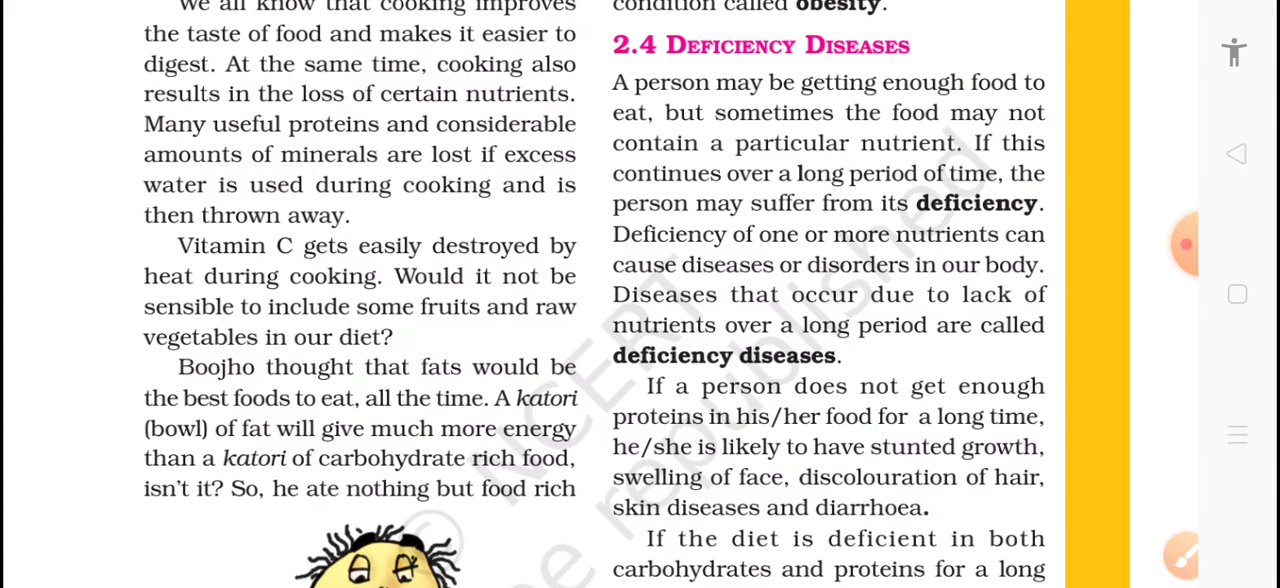 We all know that cooking improves
the taste of food and makes it easier to
digest. At the same time, cooking also
results in the loss of certain nutrients.
Many useful proteins and considerable
amounts of minerals are lost if excess
water is used during cooking and is
then thrown away.
Vitamin C gets easily destroyed by
heat during cooking. Would it not be
sensible to include some fruits and raw
vegetables in our diet?
Boojho thought that fats would be
the best foods to eat, all the time. A katori
(bowl) of fat will give much more energy
than a katori of carbohydrate rich food,
isn't it? So, he ate nothing but food rich
condition called obesity.
2.4 DEFICIENCY DISEASES
A person may be getting enough food to
eat, but sometimes the food may not
contain a particular nutrient. If this
continues over a long period of time, the
person may suffer from its deficiency.
Deficiency of one or more nutrients can
cause diseases or disorders in our body.
Diseases that occur due to lack of
nutrients over a long period are called
deficiency diseases.
If a person does not get enough
proteins in his/her food for a long time,
he/she is likely to have stunted growth,
swelling of face, discolouration of hair,
skin diseases and diarrhoea.
If the diet is deficient in both
carbohydrates and proteins for a long
© NCERT
be republished